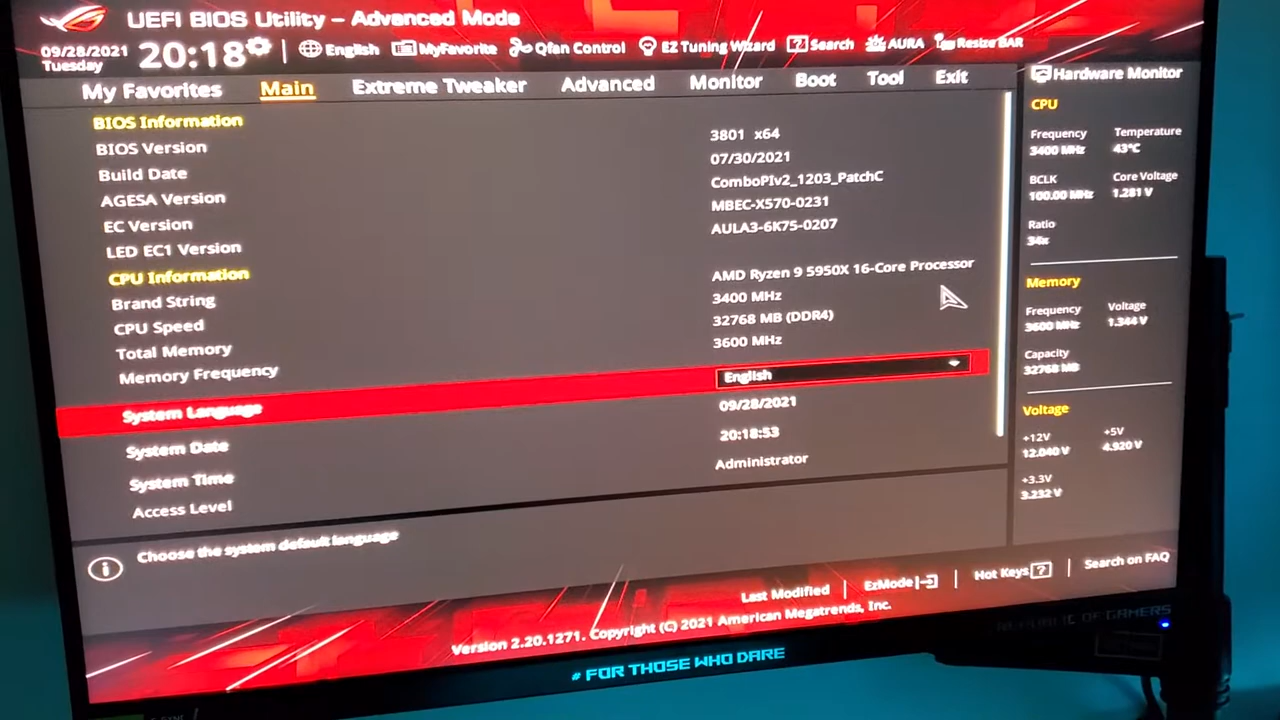 UEFI BIOS Utility – Advanced Mode
09/28/2021
Tuesday
20:18
English
MyFavorite
Qfan Control
EZ Tuning Wizard
Search
AURA
Resize BAR
My Favorites
Main
Extreme Tweaker
Advanced
Monitor
Boot
Tool
Exit
BIOS Information
BIOS Version 3801 x64
Build Date 07/30/2021
AGESA Version ComboPIv2_1203_PatchC
EC Version MBEC-X570-0231
LED EC1 Version AULA3-6K75-0207
CPU Information
Brand String AMD Ryzen 9 5950X 16-Core Processor
CPU Speed 3400 MHz
Total Memory 32768 MB (DDR4)
Memory Frequency 3600 MHz
System Language English
System Date 09/28/2021
System Time 20:18:53
Access Level Administrator
Choose the system default language
Hardware Monitor
CPU
Frequency Temperature
3400 MHz 43°C
BCLK Core Voltage
100.00 MHz 1.281 V
Ratio
34x
Memory
Frequency Voltage
3600 MHz 1.344 V
Capacity
32768 MB
Voltage
+12V +5V
12.040 V 4.920 V
+3.3V
3.232 V
Last Modified
EzMode
Hot Keys ?
Search on FAQ
Version 2.20.1271. Copyright (C) 2021 American Megatrends, Inc.
# FOR THOSE WHO DARE
REPUBLIC OF GAMERS